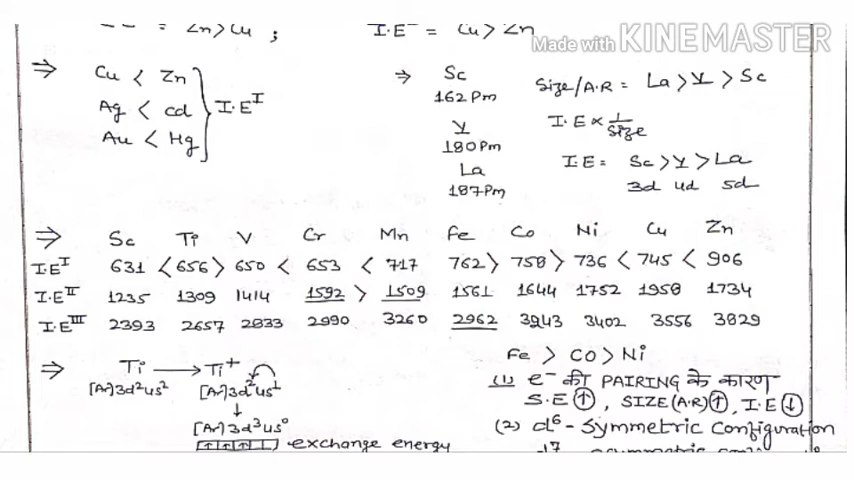 = Zn>Cu ; I.E = Cu>Zn
Made with KINEMASTER
⇒ Cu < Zn
Ag < cd } I.E^I
Au < Hg
⇒ Sc
162 Pm
Y
180 Pm
La
187 Pm
Size/A.R = La > Y > Sc
I.E ∝ 1/size
I.E = Sc > Y > La
3d 4d 5d
⇒ Sc Ti V Cr Mn Fe Co Ni Cu Zn
I.E^I 631 < 656 > 650 < 653 < 717 762 > 758 > 736 < 745 < 906
I.E^II 1235 1309 1414 1592 > 1509 1561 1644 1752 1958 1734
I.E^III 2393 2657 2833 2990 3260 2962 3243 3402 3556 3829
⇒ Ti → Ti+
[Ar]3d²4s² [Ar]3d²4s¹
↓
[Ar]3d³4s⁰
exchange energy
Fe > CO > Ni
(1) e⁻ की PAIRING के कारण
S.E ↑ , SIZE(A.R) ↑ , I.E ↓
(2) d⁶ - Symmetric configuration